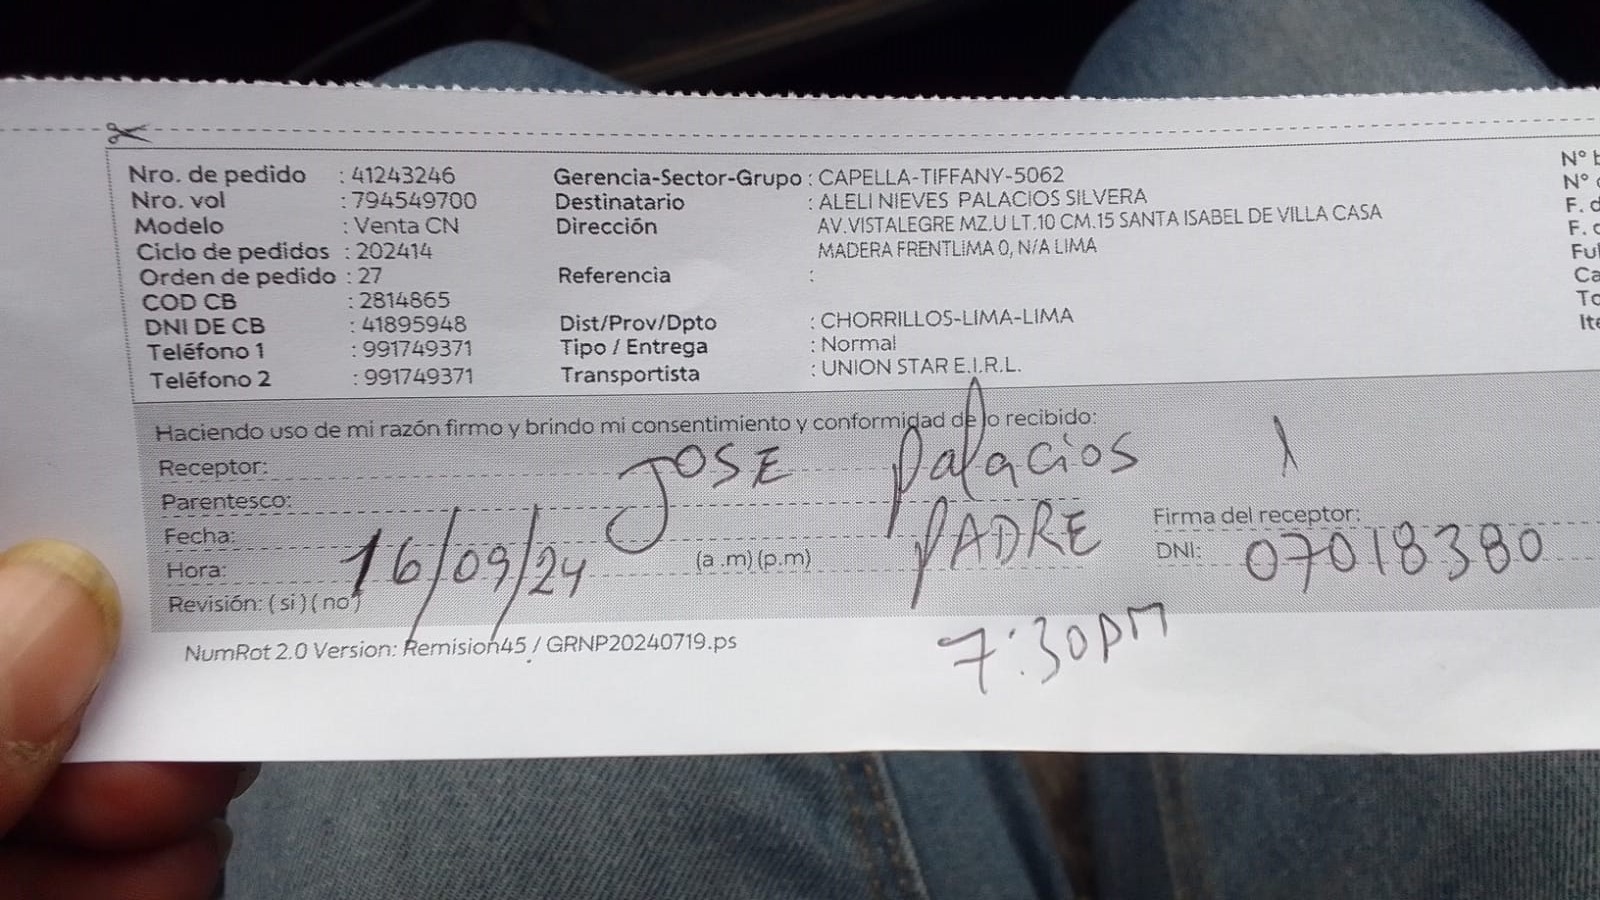 Nro. de pedido : 41243246
Nro. vol : 794549700
Modelo : Venta CN
Ciclo de pedidos : 202414
Orden de pedido : 27
COD CB : 2814865
DNI DE CB : 41895948
Teléfono 1 : 991749371
Teléfono 2 : 991749371
Gerencia-Sector-Grupo : CAPELLA-TIFFANY-5062
Destinatario : ALELI NIEVES PALACIOS SILVERA
Dirección AV.VISTALEGRE MZ.U LT.10 CM.15 SANTA ISABEL DE VILLA CASA
MADERA FRENTLIMA 0, N/A LIMA
Referencia :
Dist/Prov/Dpto : CHORRILLOS-LIMA-LIMA
Tipo / Entrega : Normal
Transportista : UNION STAR E.I.R.L.
N°
N°
F.
F.
Haciendo uso de mi razón firmo y brindo mi consentimiento y conformidad de lo recibido:
Receptor: JOSE Palacios
Parentesco: PADRE
Fecha: 16/09/24
Hora: (a .m) (p.m)
Revisión: ( si ) ( no )
Firma del receptor:
DNI: 07018380
7:30pm
NumRot 2.0 Version: Remision45 / GRNP20240719.ps